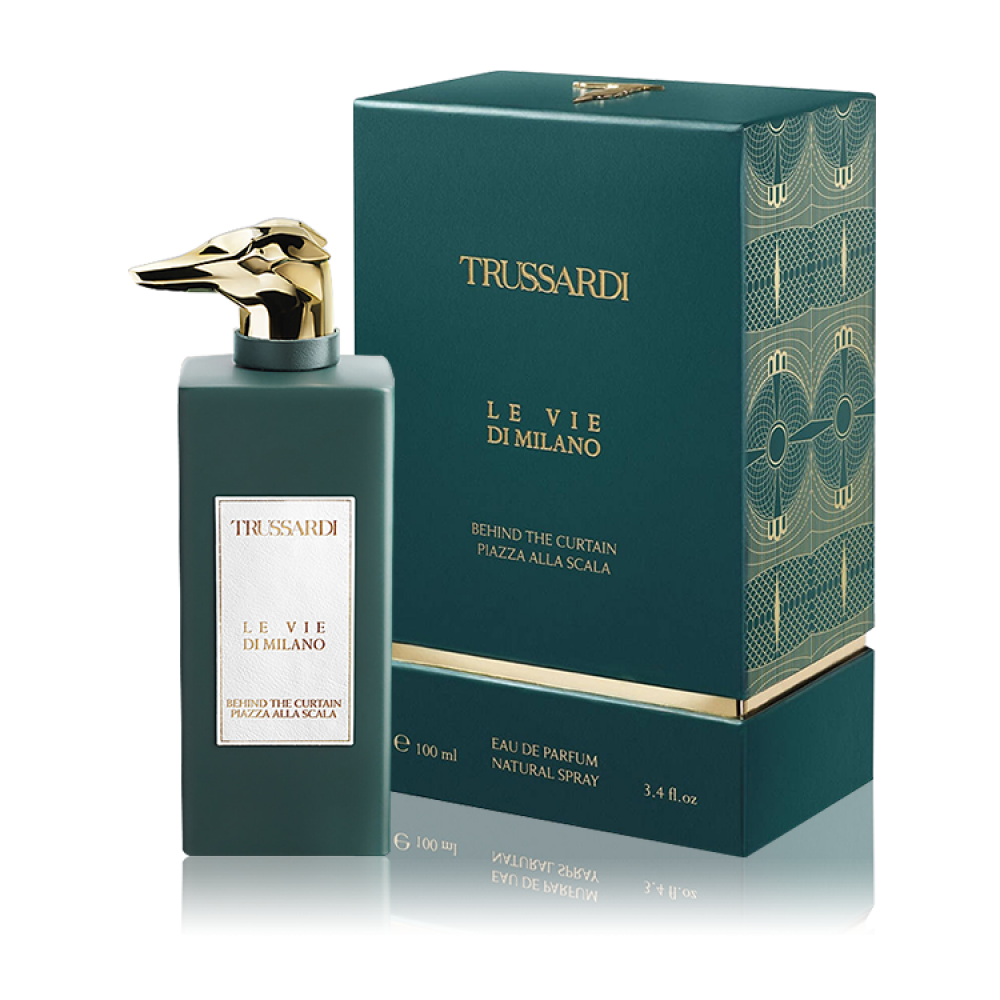 TRUSSARDI
LE VIE
DI MILANO
BEHIND THE CURTAIN
PIAZZA ALLA SCALA
℮ 100 ml
EAU DE PARFUM
NATURAL SPRAY
3.4 fl.oz
TRUSSARDI
LE VIE
DI MILANO
BEHIND THE CURTAIN
PIAZZA ALLA SCALA